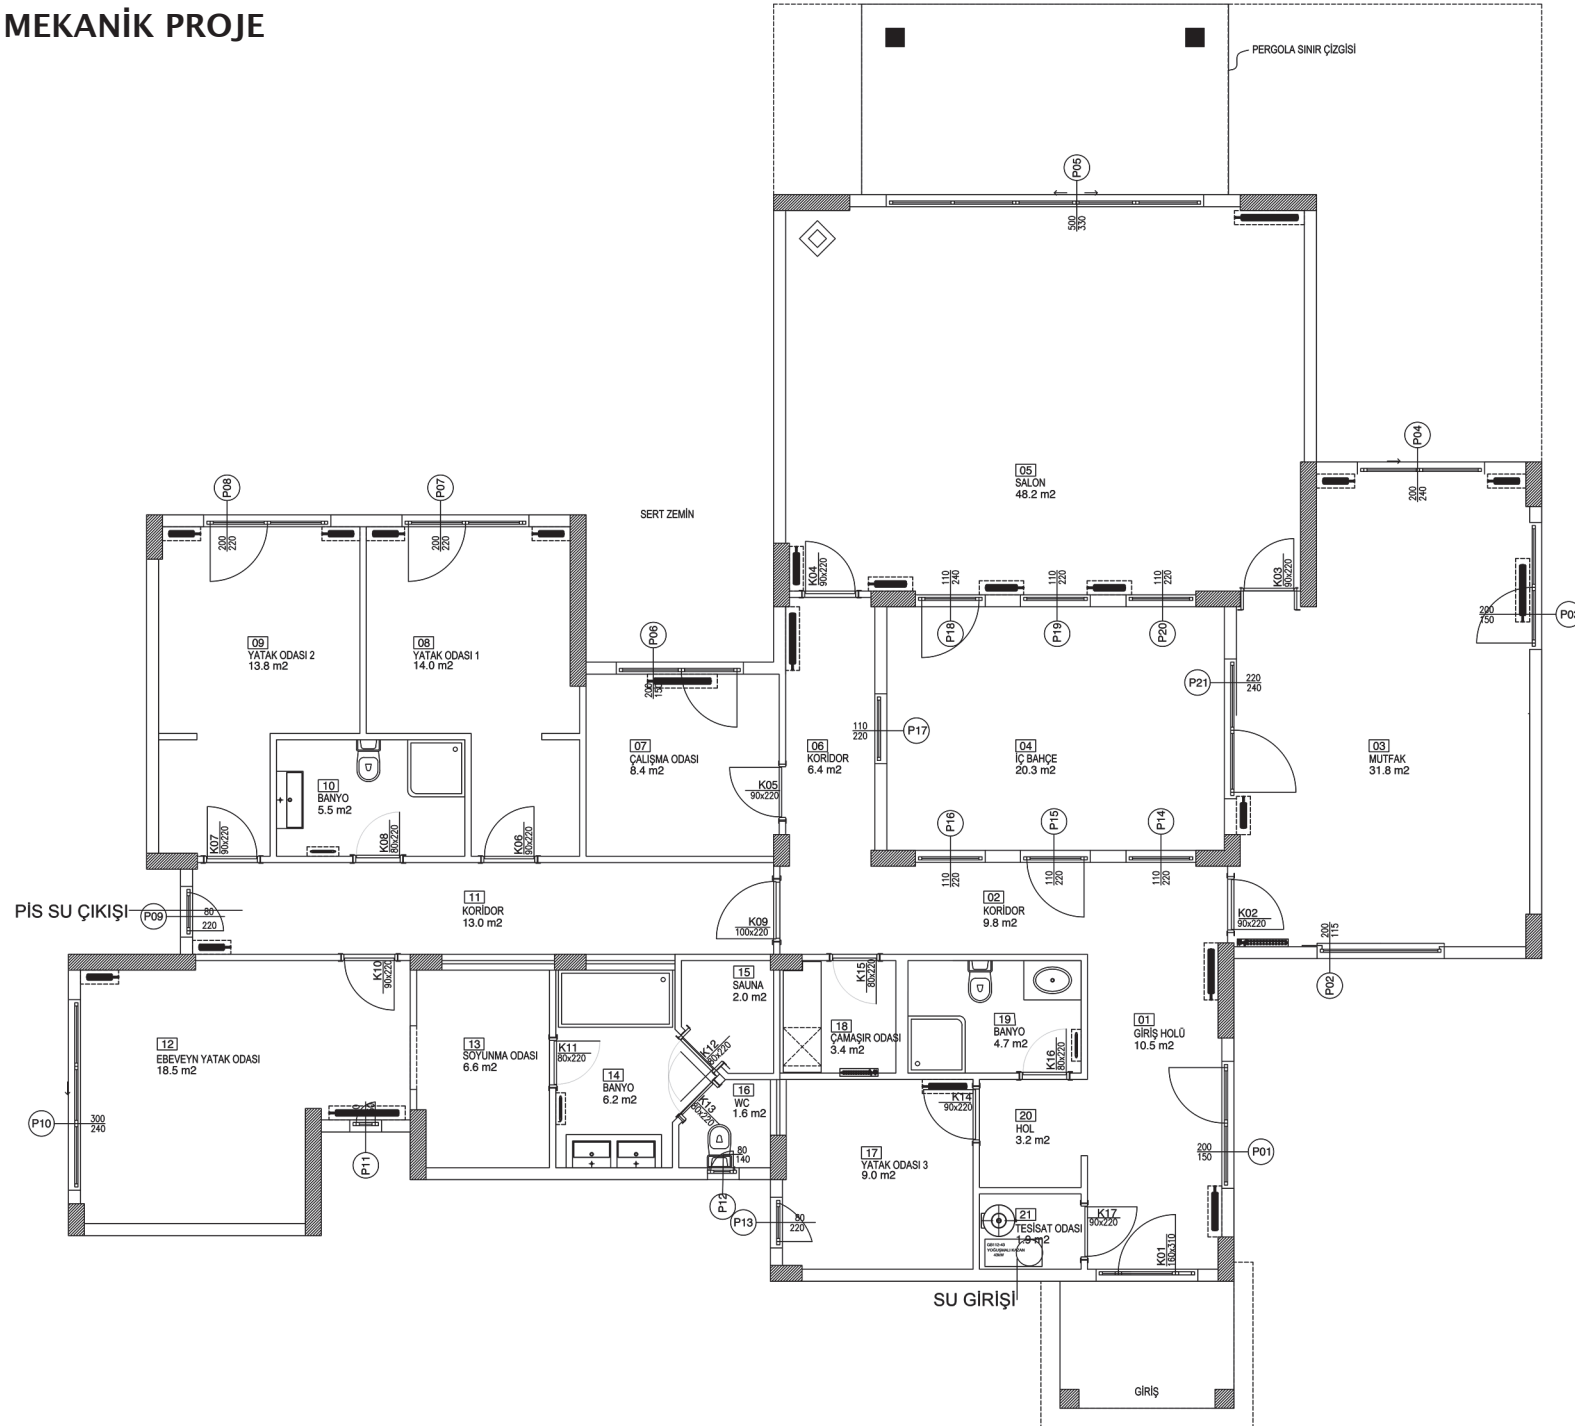 MEKANİK PROJE
PERGOLA SINIR ÇİZGİSİ
P05
500
330
P04
200
240
05
SALON
48.2 m2
P08
200
220
P07
200
220
SERT ZEMİN
K04
90x220
K03
90x220
110
240
110
220
110
220
P18
P19
P20
200
150
P03
P06
200
150
09
YATAK ODASI 2
13.8 m2
08
YATAK ODASI 1
14.0 m2
P21
220
240
110
220
P17
07
ÇALIŞMA ODASI
8.4 m2
06
KORİDOR
6.4 m2
04
İÇ BAHÇE
20.3 m2
03
MUTFAK
31.8 m2
10
BANYO
5.5 m2
K05
90x220
K07
90x220
K08
80x220
K06
90x220
P16
P15
P14
110
220
110
220
110
220
PİS SU ÇIKIŞI
P09
80
220
11
KORİDOR
13.0 m2
K09
100x220
02
KORİDOR
9.8 m2
K02
90x220
200
115
P02
K10
90x220
15
SAUNA
2.0 m2
K15
80x220
12
EBEVEYN YATAK ODASI
18.5 m2
13
SOYUNMA ODASI
6.6 m2
K11
80x220
K12
80x220
18
ÇAMAŞIR ODASI
3.4 m2
19
BANYO
4.7 m2
K16
80x220
01
GİRİŞ HOLÜ
10.5 m2
14
BANYO
6.2 m2
K13
80x220
16
WC
1.6 m2
K14
90x220
P10
300
240
P11
20
HOL
3.2 m2
80
140
P12
17
YATAK ODASI 3
9.0 m2
200
150
P01
P13
80
220
21
TESİSAT ODASI
1.9 m2
K17
90x220
K01
160x310
SU GİRİŞİ
GİRİŞ